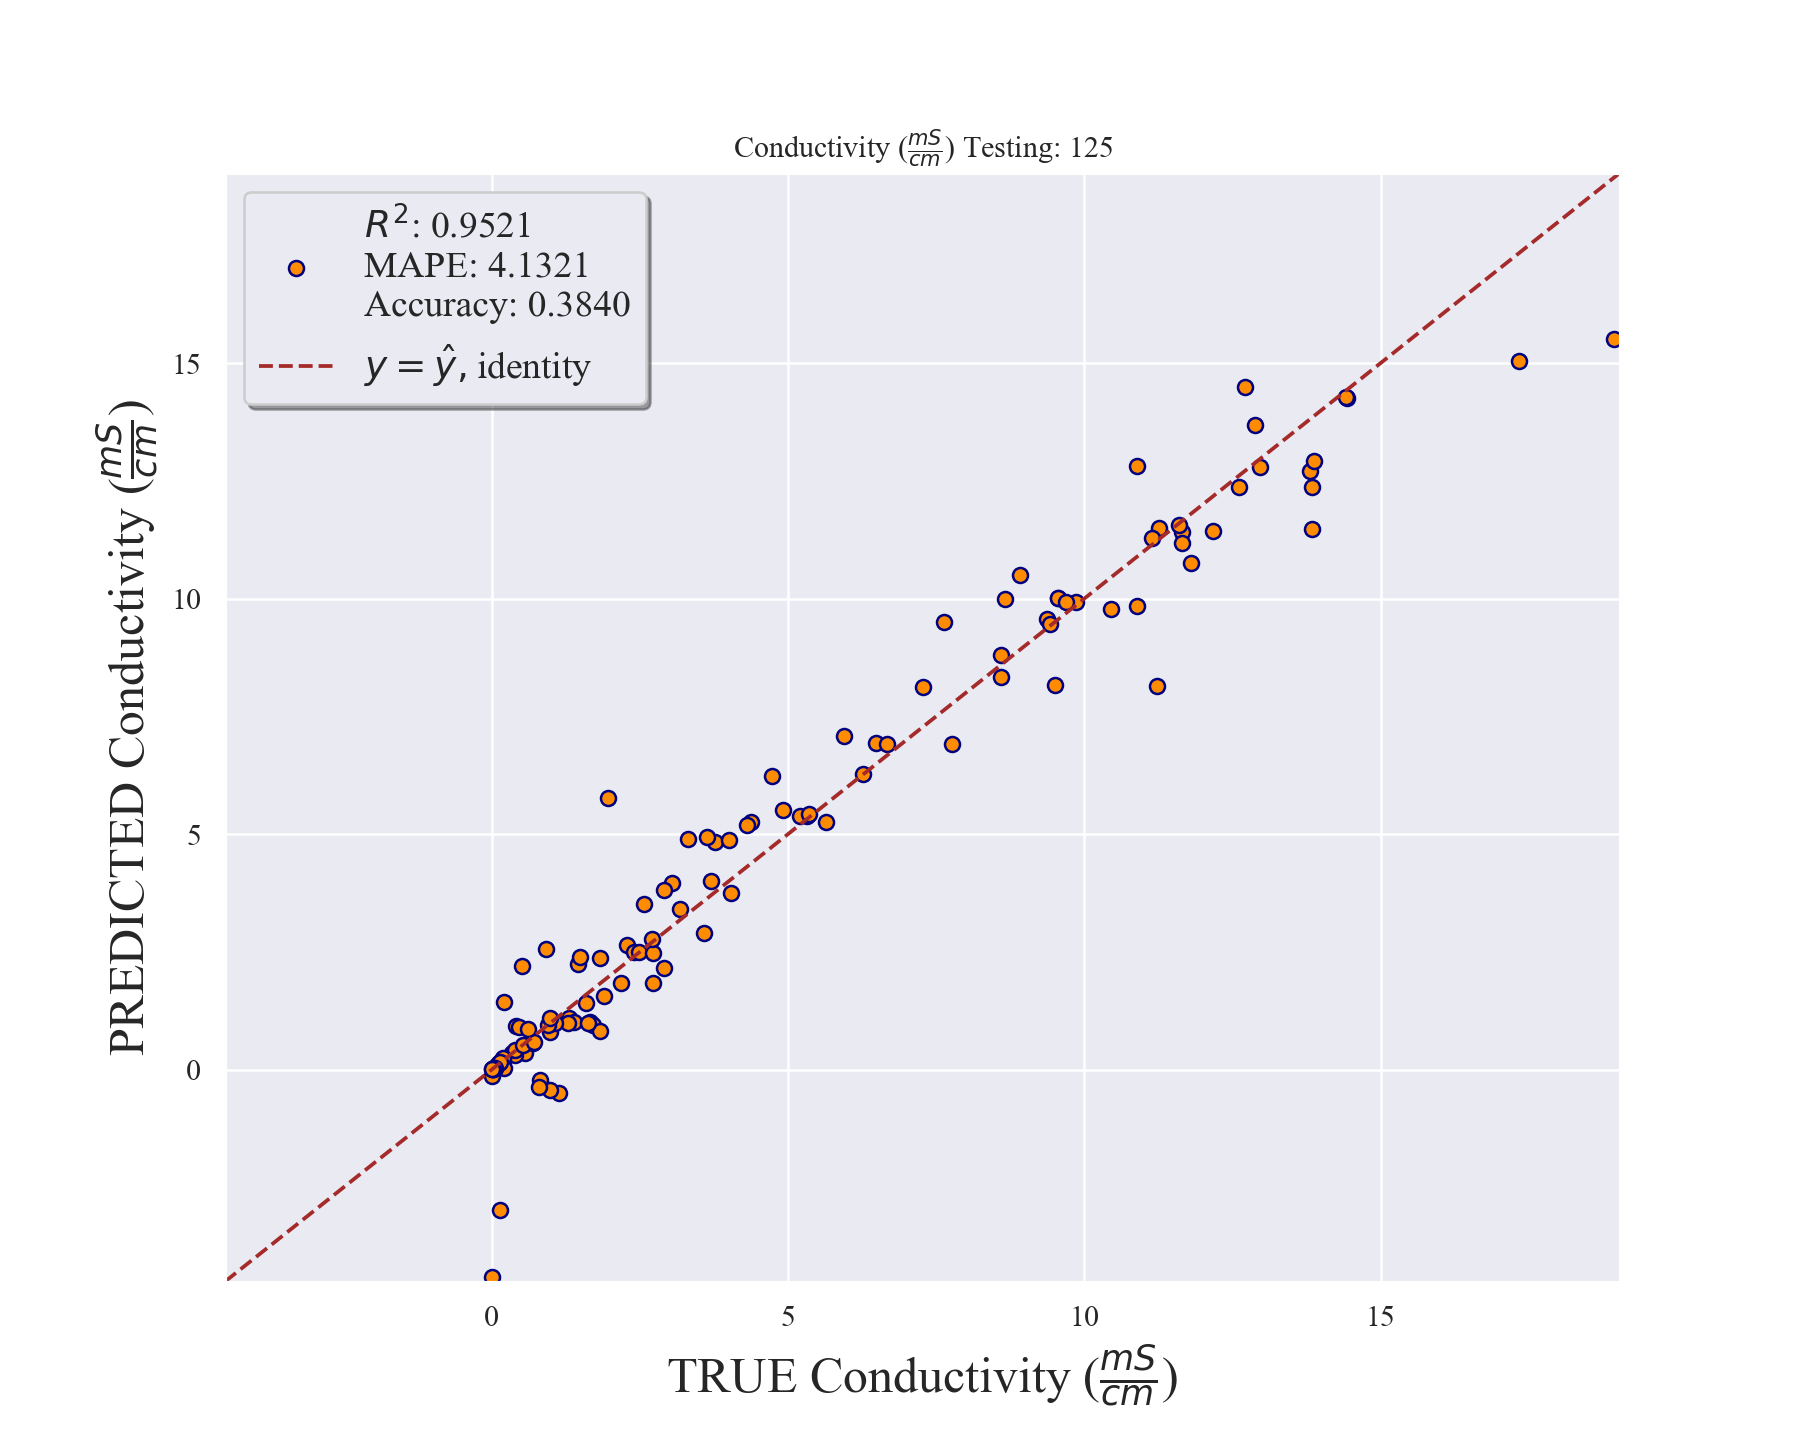 Conductivity (mS/cm) Testing: 125
R²: 0.9521
MAPE: 4.1321
Accuracy: 0.3840
y = ŷ, identity
PREDICTED Conductivity (mS/cm)
15
10
5
0
0 5 10 15
TRUE Conductivity (mS/cm)